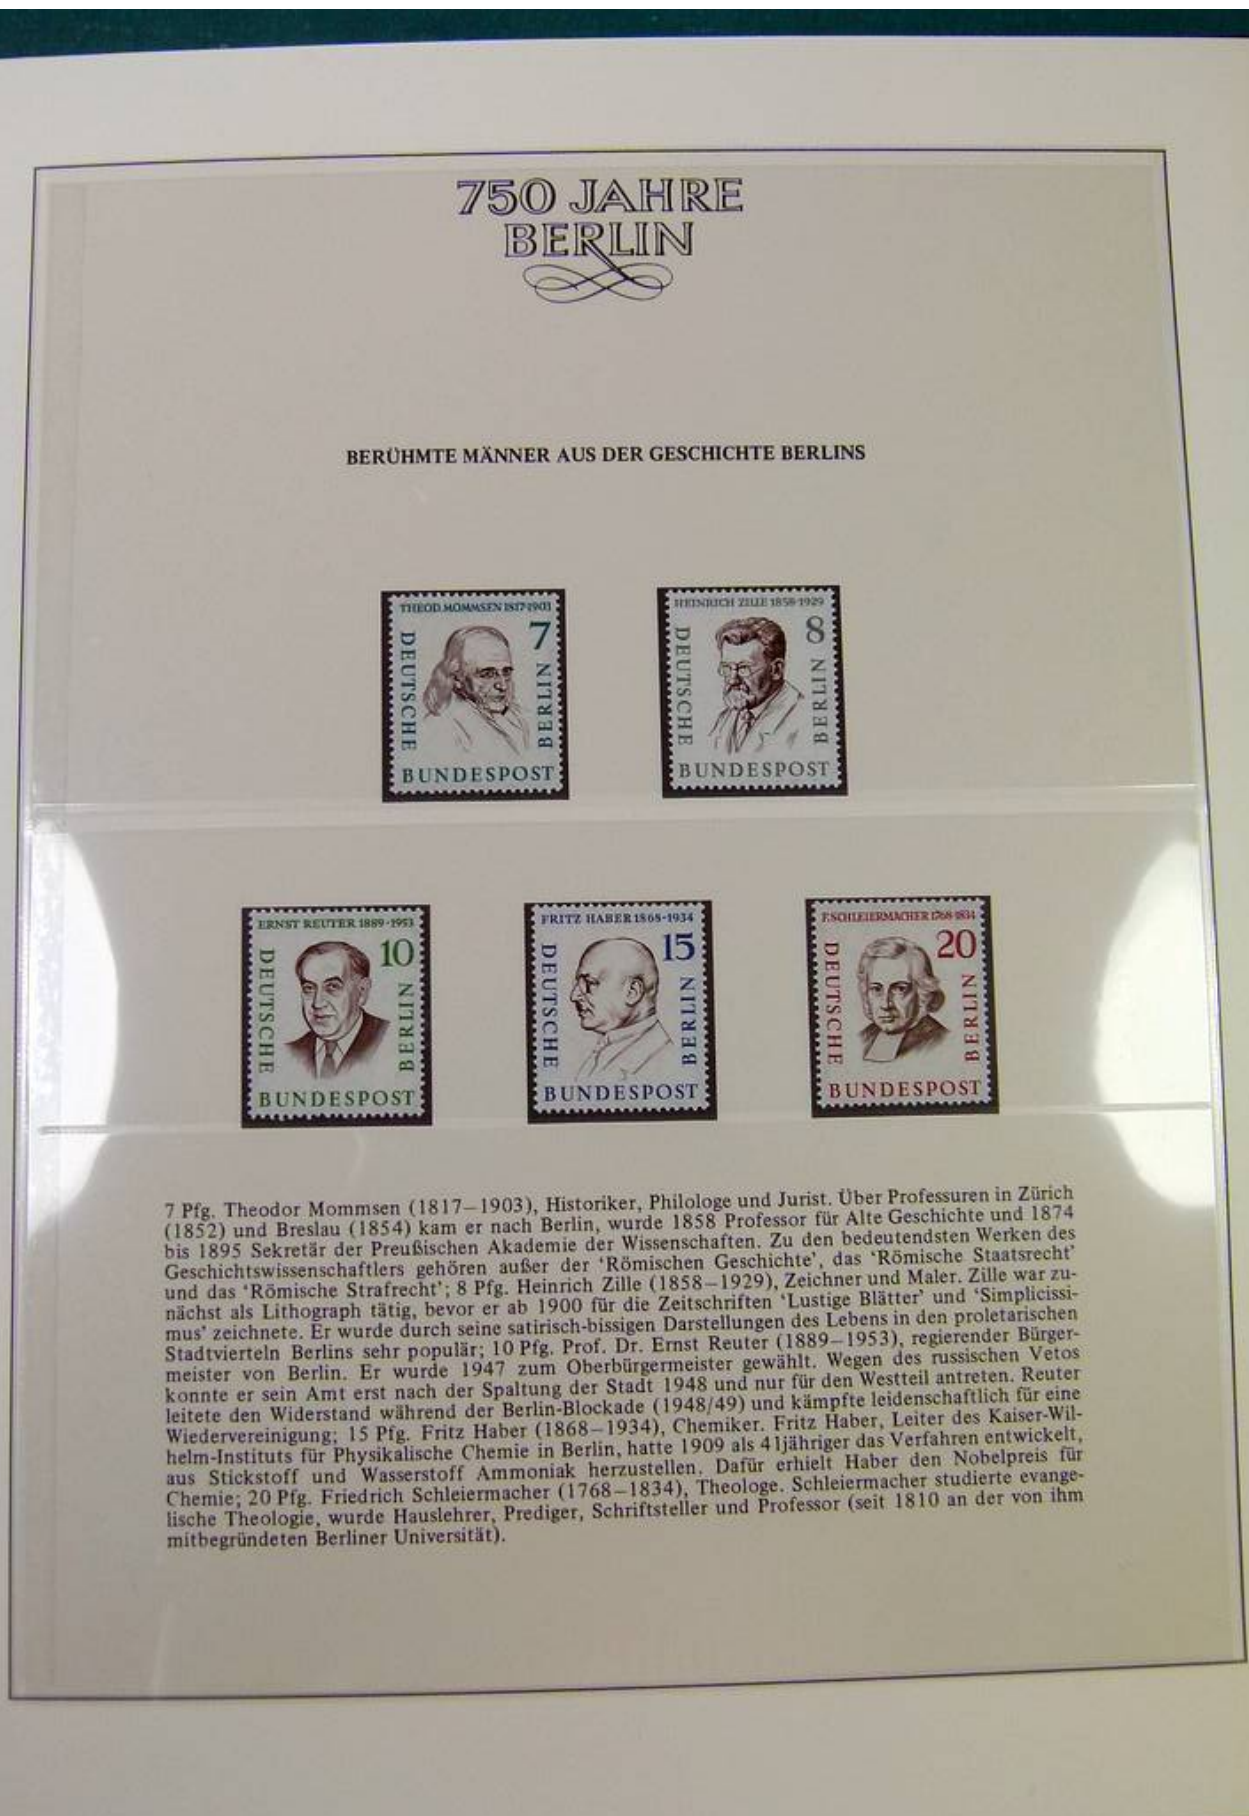 750 JAHRE
BERLIN
BERÜHMTE MÄNNER AUS DER GESCHICHTE BERLINS
THEOD. MOMMSEN 1817-1903
7
DEUTSCHE
BERLIN
BUNDESPOST
HEINRICH ZILLE 1858-1929
8
DEUTSCHE
BERLIN
BUNDESPOST
ERNST REUTER 1889-1953
10
DEUTSCHE
BERLIN
BUNDESPOST
FRITZ HABER 1868-1934
15
DEUTSCHE
BERLIN
BUNDESPOST
F. SCHLEIERMACHER 1768-1834
20
DEUTSCHE
BERLIN
BUNDESPOST
7 Pfg. Theodor Mommsen (1817–1903), Historiker, Philologe und Jurist. Über Professuren in Zürich
(1852) und Breslau (1854) kam er nach Berlin, wurde 1858 Professor für Alte Geschichte und 1874
bis 1895 Sekretär der Preußischen Akademie der Wissenschaften. Zu den bedeutendsten Werken des
Geschichtswissenschaftlers gehören außer der ‘Römischen Geschichte’, das ‘Römische Staatsrecht’
und das ‘Römische Strafrecht’; 8 Pfg. Heinrich Zille (1858–1929), Zeichner und Maler. Zille war zu-
nächst als Lithograph tätig, bevor er ab 1900 für die Zeitschriften ‘Lustige Blätter’ und ‘Simplicissi-
mus’ zeichnete. Er wurde durch seine satirisch-bissigen Darstellungen des Lebens in den proletarischen
Stadtvierteln Berlins sehr populär; 10 Pfg. Prof. Dr. Ernst Reuter (1889–1953), regierender Bürger-
meister von Berlin. Er wurde 1947 zum Oberbürgermeister gewählt. Wegen des russischen Vetos
konnte er sein Amt erst nach der Spaltung der Stadt 1948 und nur für den Westteil antreten. Reuter
leitete den Widerstand während der Berlin-Blockade (1948/49) und kämpfte leidenschaftlich für eine
Wiedervereinigung; 15 Pfg. Fritz Haber (1868–1934), Chemiker. Fritz Haber, Leiter des Kaiser-Wil-
helm-Instituts für Physikalische Chemie in Berlin, hatte 1909 als 41jähriger das Verfahren entwickelt,
aus Stickstoff und Wasserstoff Ammoniak herzustellen. Dafür erhielt Haber den Nobelpreis für
Chemie; 20 Pfg. Friedrich Schleiermacher (1768–1834), Theologe. Schleiermacher studierte evange-
lische Theologie, wurde Hauslehrer, Prediger, Schriftsteller und Professor (seit 1810 an der von ihm
mitbegründeten Berliner Universität).